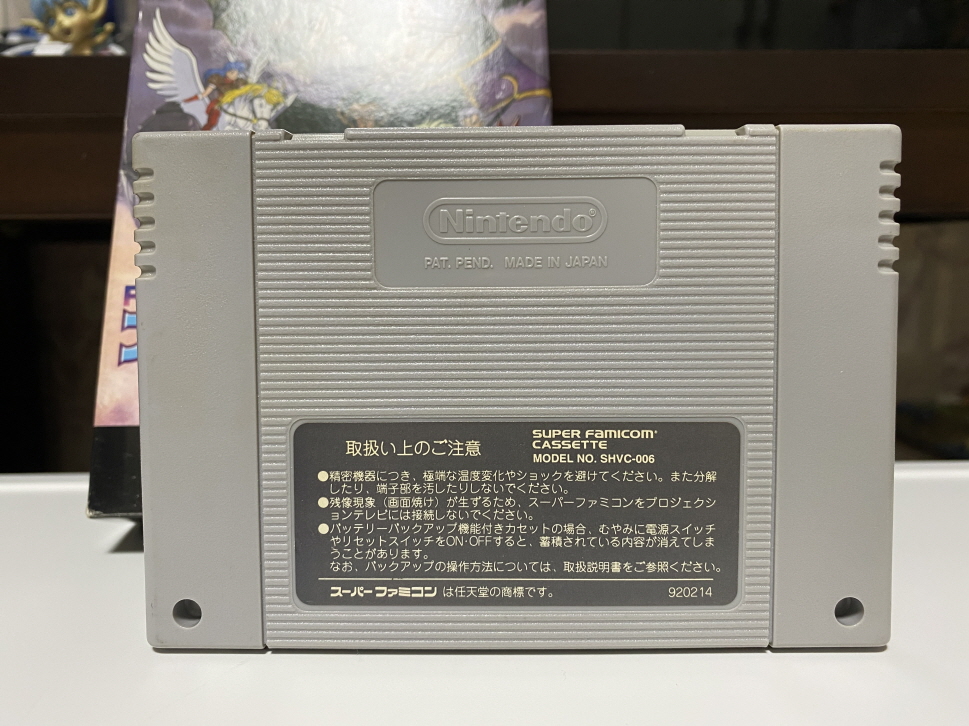 Nintendo®
PAT. PEND. MADE IN JAPAN
取扱い上のご注意
SUPER FAMICOM®
CASSETTE
MODEL NO. SHVC-006
●精密機器につき、極端な温度変化やショックを避けてください。また分解
したり、端子部を汚したりしないでください。
●残像現象（画面焼け）が生ずるため、スーパーファミコンをプロジェクシ
ョンテレビには接続しないでください。
●バッテリーバックアップ機能付きカセットの場合、むやみに電源スイッチ
やリセットスイッチをON・OFFすると、蓄積されている内容が消えてしま
うことがあります。
なお、バックアップの操作方法については、取扱説明書をご参照ください。
スーパーファミコン は任天堂の商標です。
920214